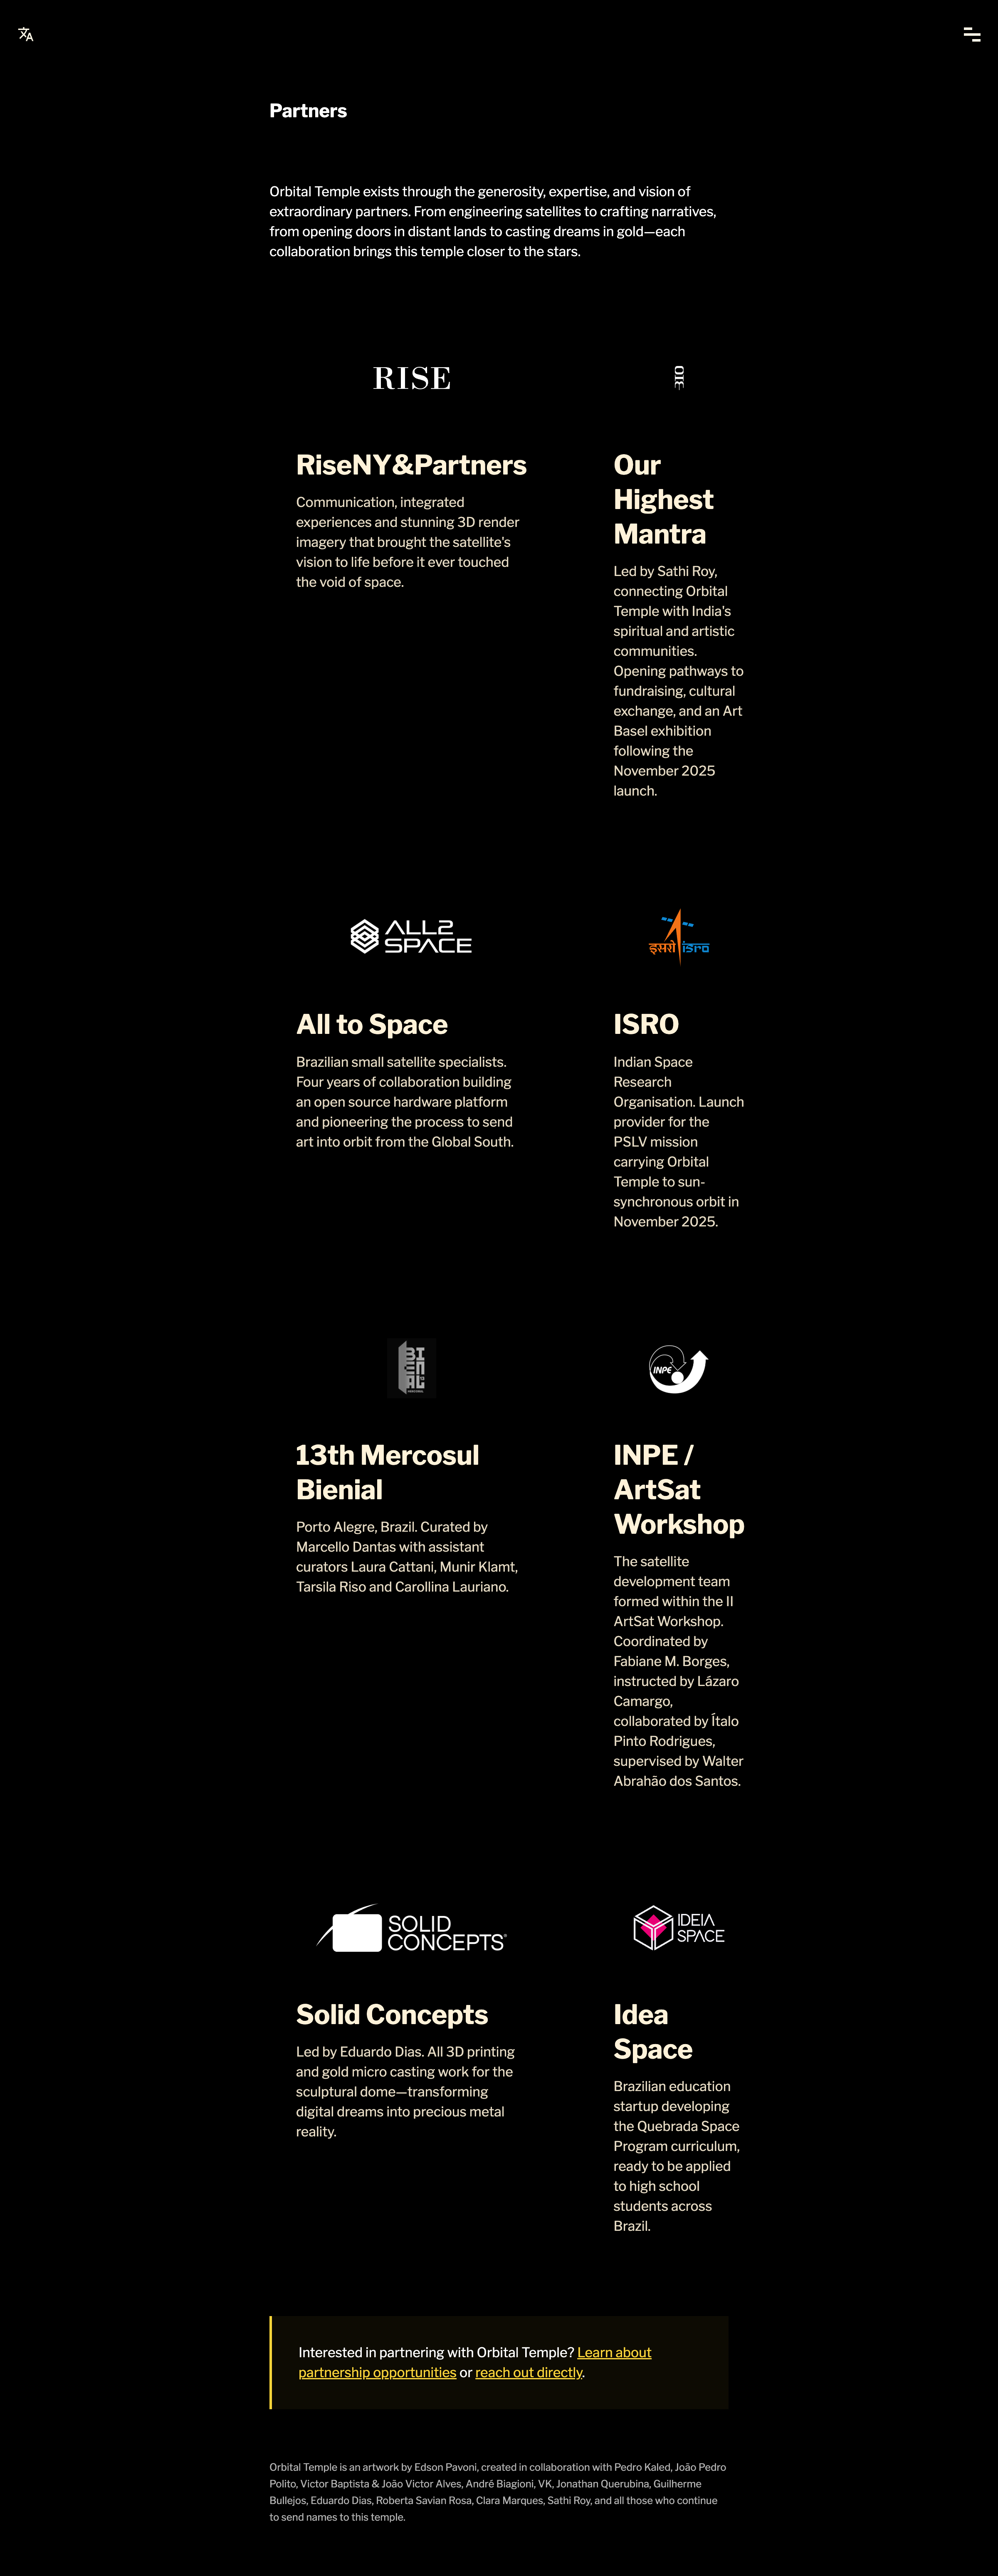 Partners
Orbital Temple exists through the generosity, expertise, and vision of
extraordinary partners. From engineering satellites to crafting narratives,
from opening doors in distant lands to casting dreams in gold—each
collaboration brings this temple closer to the stars.
RISE
RiseNY&Partners
Communication, integrated
experiences and stunning 3D render
imagery that brought the satellite's
vision to life before it ever touched
the void of space.
Our
Highest
Mantra
Led by Sathi Roy,
connecting Orbital
Temple with India's
spiritual and artistic
communities.
Opening pathways to
fundraising, cultural
exchange, and an Art
Basel exhibition
following the
November 2025
launch.
ALL2
SPACE
All to Space
Brazilian small satellite specialists.
Four years of collaboration building
an open source hardware platform
and pioneering the process to send
art into orbit from the Global South.
इसरो isro
ISRO
Indian Space
Research
Organisation. Launch
provider for the
PSLV mission
carrying Orbital
Temple to sun-
synchronous orbit in
November 2025.
13th Mercosul
Bienial
Porto Alegre, Brazil. Curated by
Marcello Dantas with assistant
curators Laura Cattani, Munir Klamt,
Tarsila Riso and Carollina Lauriano.
INPE
INPE /
ArtSat
Workshop
The satellite
development team
formed within the II
ArtSat Workshop.
Coordinated by
Fabiane M. Borges,
instructed by Lázaro
Camargo,
collaborated by Ítalo
Pinto Rodrigues,
supervised by Walter
Abrahão dos Santos.
SOLID
CONCEPTS
Solid Concepts
Led by Eduardo Dias. All 3D printing
and gold micro casting work for the
sculptural dome—transforming
digital dreams into precious metal
reality.
IDEIA
SPACE
Idea
Space
Brazilian education
startup developing
the Quebrada Space
Program curriculum,
ready to be applied
to high school
students across
Brazil.
Interested in partnering with Orbital Temple? Learn about
partnership opportunities or reach out directly.
Orbital Temple is an artwork by Edson Pavoni, created in collaboration with Pedro Kaled, João Pedro
Polito, Victor Baptista & João Victor Alves, André Biagioni, VK, Jonathan Querubina, Guilherme
Bullejos, Eduardo Dias, Roberta Savian Rosa, Clara Marques, Sathi Roy, and all those who continue
to send names to this temple.